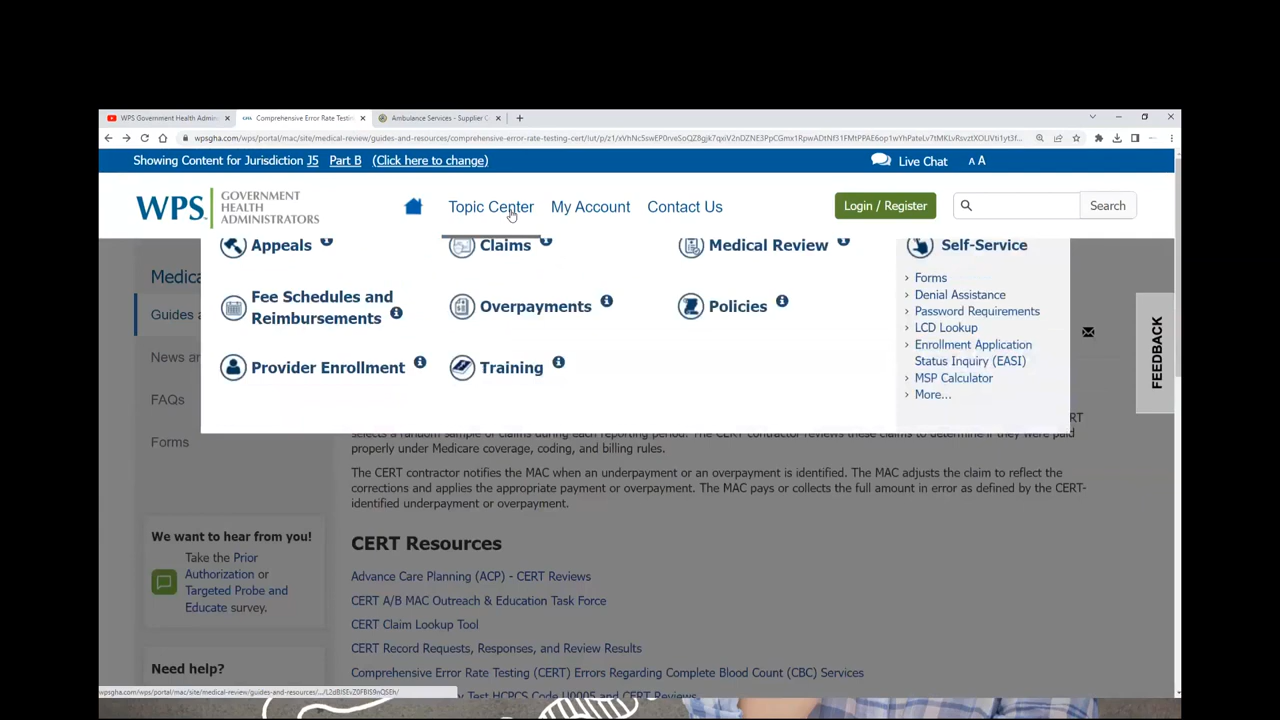 WPS Government Health Admini
Comprehensive Error Rate Testin
Ambulance Services - Supplier C
Showing Content for Jurisdiction J5 Part B (Click here to change)
Live Chat
A A
WPS GOVERNMENT HEALTH ADMINISTRATORS
Topic Center
My Account
Contact Us
Login / Register
Search
Appeals
Claims
Medical Review
Self-Service
Fee Schedules and
Reimbursements
Overpayments
Policies
Provider Enrollment
Training
Forms
Denial Assistance
Password Requirements
LCD Lookup
Enrollment Application
Status Inquiry (EASI)
MSP Calculator
More...
FEEDBACK
Medica
Guides a
News an
FAQs
Forms
CERT
selects a random sample of claims during each reporting period. The CERT contractor reviews these claims to determine if they were paid
properly under Medicare coverage, coding, and billing rules.
The CERT contractor notifies the MAC when an underpayment or an overpayment is identified. The MAC adjusts the claim to reflect the
corrections and applies the appropriate payment or overpayment. The MAC pays or collects the full amount in error as defined by the CERT-
identified underpayment or overpayment.
We want to hear from you!
Take the Prior
Authorization or
Targeted Probe and
Educate survey.
Need help?
CERT Resources
Advance Care Planning (ACP) - CERT Reviews
CERT A/B MAC Outreach & Education Task Force
CERT Claim Lookup Tool
CERT Record Requests, Responses, and Review Results
Comprehensive Error Rate Testing (CERT) Errors Regarding Complete Blood Count (CBC) Services
Test HCPCS Code U0005 and CERT Reviews